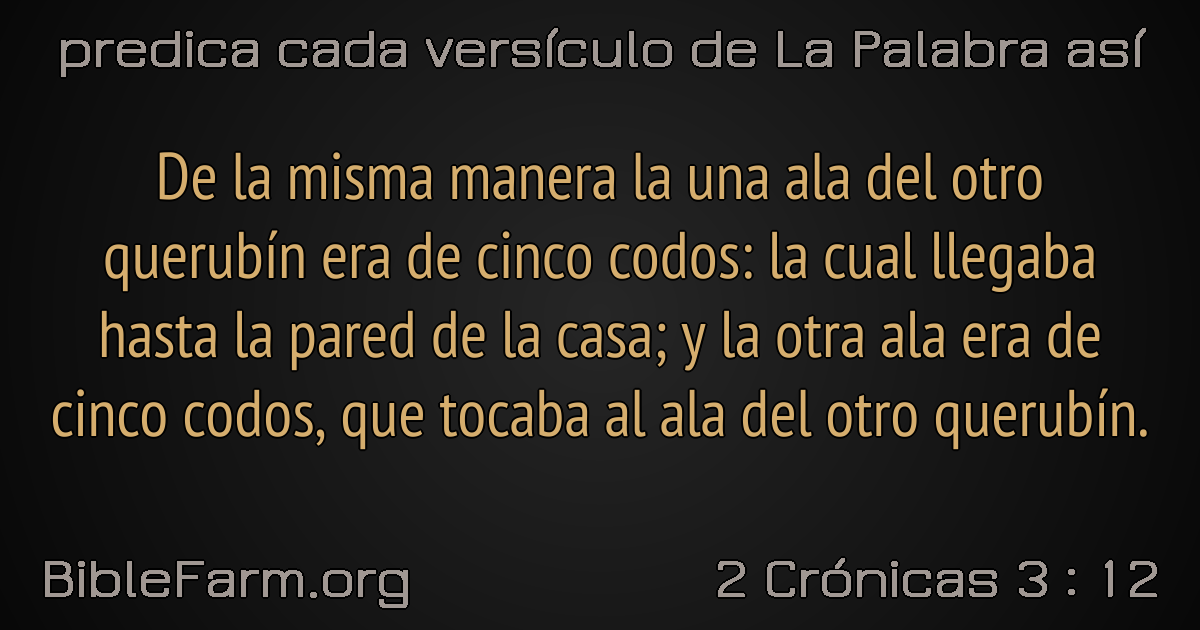 predica cada versículo de La Palabra así
De la misma manera la una ala del otro
querubín era de cinco codos: la cual llegaba
hasta la pared de la casa; y la otra ala era de
cinco codos, que tocaba al ala del otro querubín.
BibleFarm.org
2 Crónicas 3 : 12